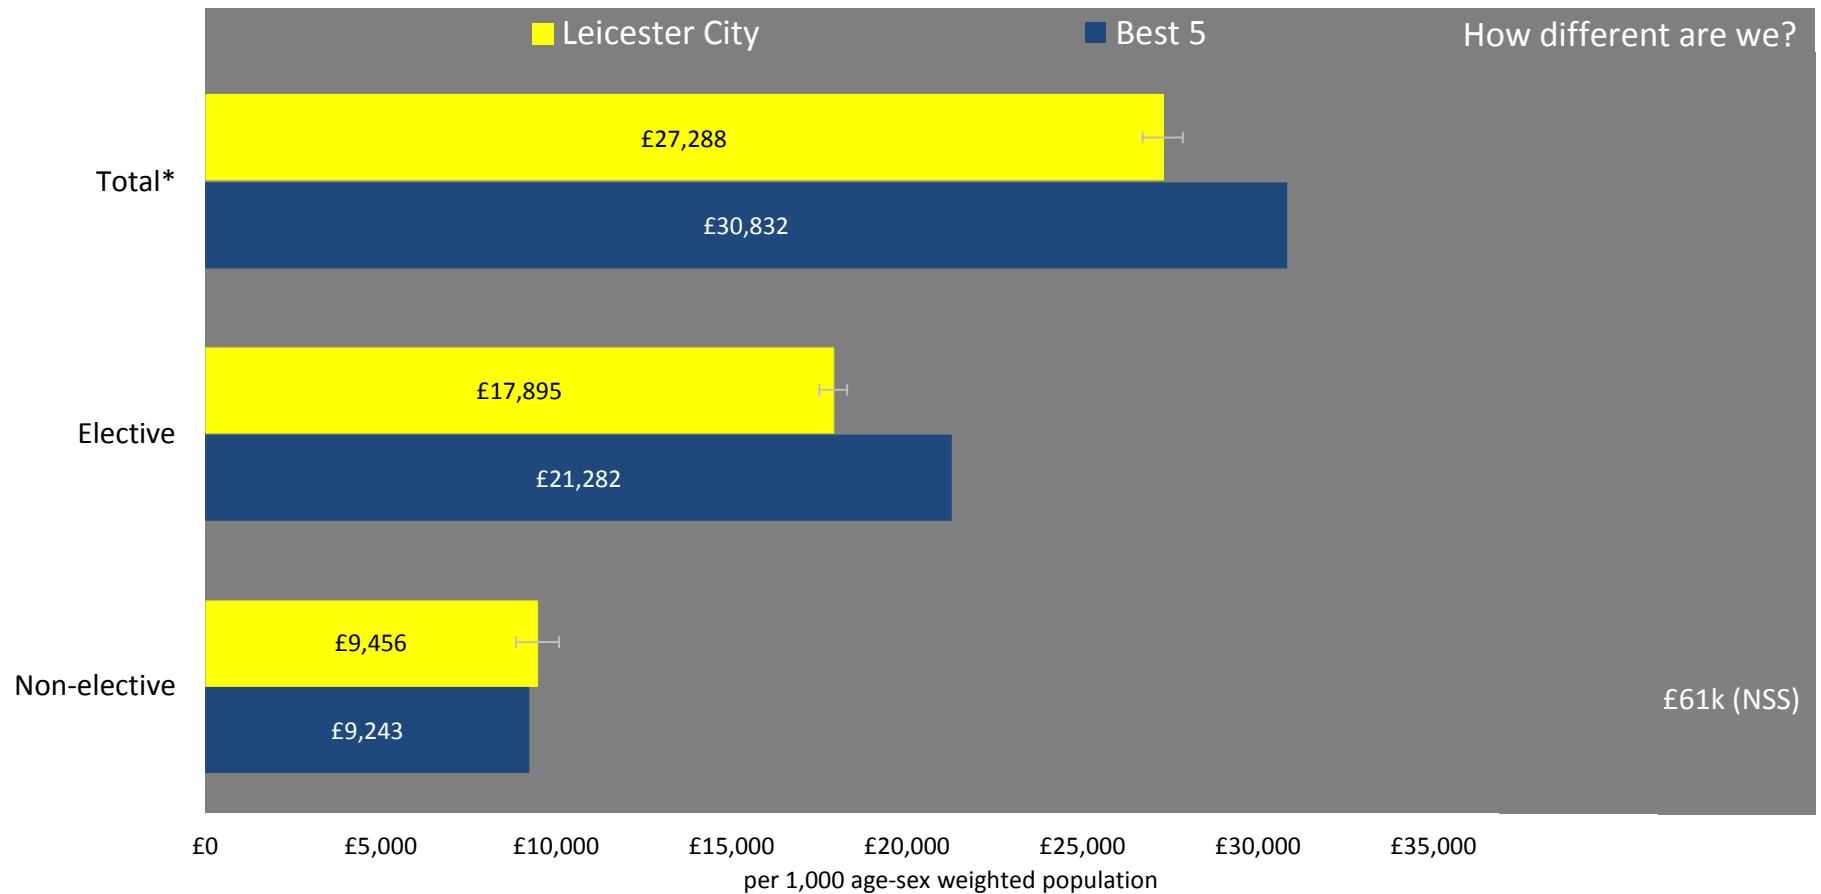 Leicester City
Best 5
How different are we?
Total*
£27,288
£30,832
Elective
£17,895
£21,282
Non-elective
£9,456
£9,243
£61k (NSS)
£0 £5,000 £10,000 £15,000 £20,000 £25,000 £30,000 £35,000
per 1,000 age-sex weighted population